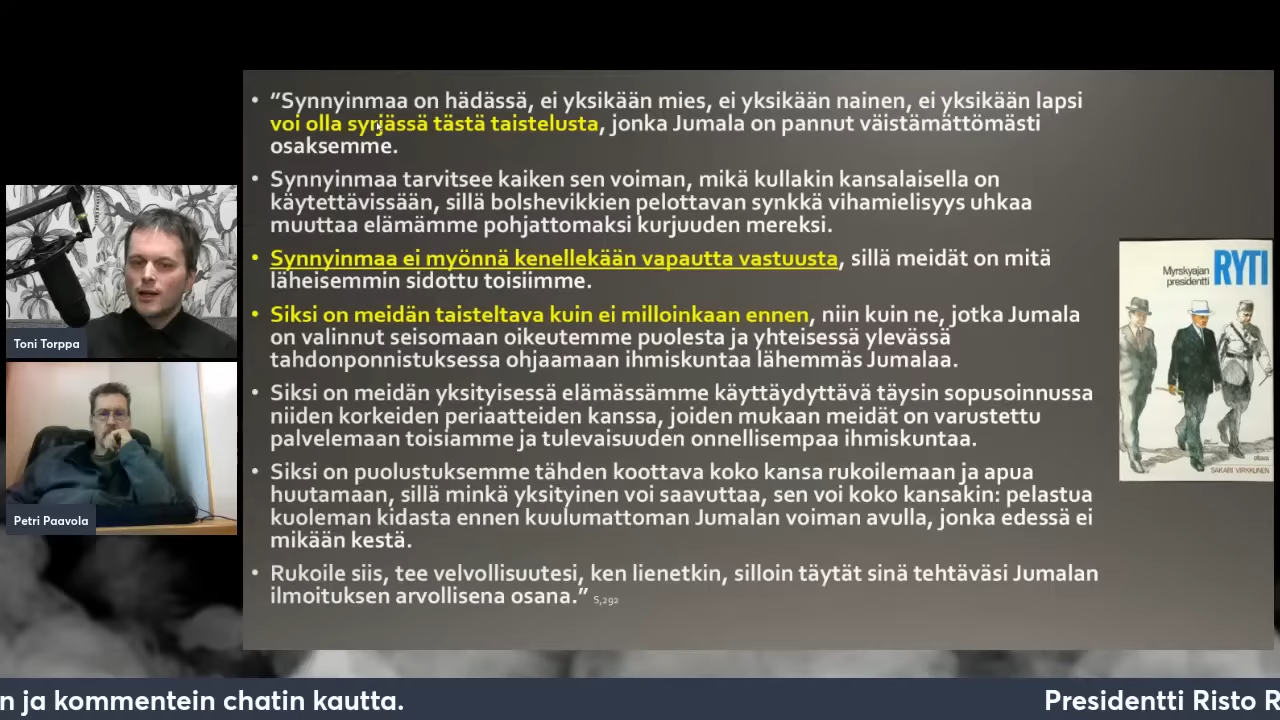 • ”Synnyinmaa on hädässä, ei yksikään mies, ei yksikään nainen, ei yksikään lapsi
voi olla syrjässä tästä taistelusta, jonka Jumala on pannut väistämättömästi
osaksemme.
• Synnyinmaa tarvitsee kaiken sen voiman, mikä kullakin kansalaisella on
käytettävissään, sillä bolshevikkien pelottavan synkkä vihamielisyys uhkaa
muuttaa elämämme pohjattomaksi kurjuuden mereksi.
• Synnyinmaa ei myönnä kenellekään vapautta vastuusta, sillä meidät on mitä
läheisemmin sidottu toisiimme.
• Siksi on meidän taisteltava kuin ei milloinkaan ennen, niin kuin ne, jotka Jumala
on valinnut seisomaan oikeutemme puolesta ja yhteisessä ylevässä
tahdonponnistuksessa ohjaamaan ihmiskuntaa lähemmäs Jumalaa.
• Siksi on meidän yksityisessä elämässämme käyttäydyttävä täysin sopusoinnussa
niiden korkeiden periaatteiden kanssa, joiden mukaan meidät on varustettu
palvelemaan toisiamme ja tulevaisuuden onnellisempaa ihmiskuntaa.
• Siksi on puolustuksemme tähden koottava koko kansa rukoilemaan ja apua
huutamaan, sillä minkä yksityinen voi saavuttaa, sen voi koko kansakin: pelastua
kuoleman kidasta ennen kuulumattoman Jumalan voiman avulla, jonka edessä ei
mikään kestä.
• Rukoile siis, tee velvollisuutesi, ken lienetkin, silloin täytät sinä tehtäväsi Jumalan
ilmoituksen arvollisena osana.” S,292
Myrskyajan
presidentti
RYTI
otava
SAKARI VIRKKUNEN
Toni Torppa
Petri Paavola
n ja kommentein chatin kautta.
Presidentti Risto R